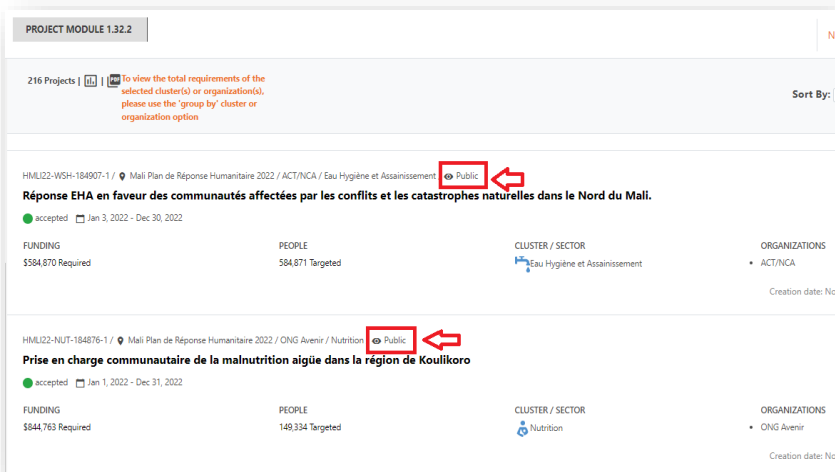 PROJECT MODULE 1.32.2
N
216 Projects | | PDF To view the total requirements of the
selected cluster(s) or organization(s),
please use the 'group by' cluster or
organization option
Sort By:
HMLI22-WSH-184907-1 / Mali Plan de Réponse Humanitaire 2022 / ACT/NCA / Eau Hygiène et Assainissement / Public
Réponse EHA en faveur des communautés affectées par les conflits et les catastrophes naturelles dans le Nord du Mali.
accepted Jan 3, 2022 - Dec 30, 2022
FUNDING PEOPLE CLUSTER / SECTOR ORGANIZATIONS
$584,870 Required 584,871 Targeted Eau Hygiène et Assainissement • ACT/NCA
Creation date: No
HMLI22-NUT-184876-1 / Mali Plan de Réponse Humanitaire 2022 / ONG Avenir / Nutrition / Public
Prise en charge communautaire de la malnutrition aigüe dans la région de Koulikoro
accepted Jan 1, 2022 - Dec 31, 2022
FUNDING PEOPLE CLUSTER / SECTOR ORGANIZATIONS
$844,763 Required 149,334 Targeted Nutrition • ONG Avenir
Creation date: No